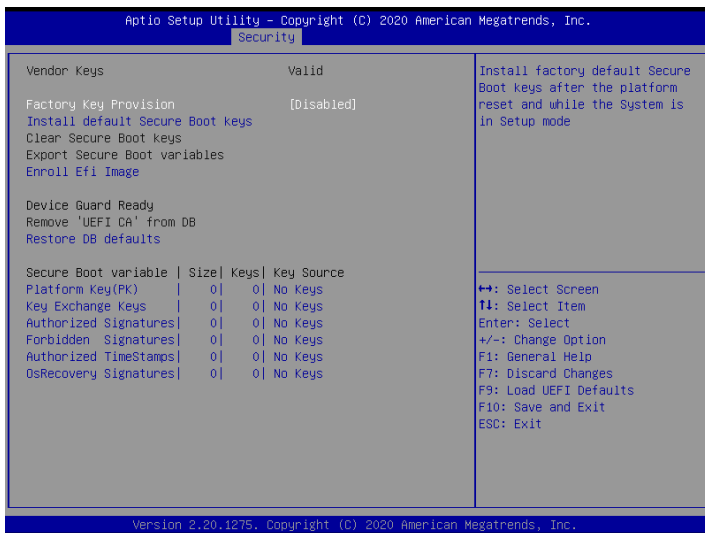 Aptio Setup Utility – Copyright (C) 2020 American Megatrends, Inc.
Security
Vendor Keys Valid
Factory Key Provision [Disabled]
Install default Secure Boot keys
Clear Secure Boot keys
Export Secure Boot variables
Enroll Efi Image
Device Guard Ready
Remove 'UEFI CA' from DB
Restore DB defaults
Secure Boot variable | Size| Keys| Key Source
Platform Key(PK) | 0| 0| No Keys
Key Exchange Keys | 0| 0| No Keys
Authorized Signatures| 0| 0| No Keys
Forbidden Signatures| 0| 0| No Keys
Authorized TimeStamps| 0| 0| No Keys
OsRecovery Signatures| 0| 0| No Keys
Install factory default Secure
Boot keys after the platform
reset and while the System is
in Setup mode
↔: Select Screen
↑↓: Select Item
Enter: Select
+/-: Change Option
F1: General Help
F7: Discard Changes
F9: Load UEFI Defaults
F10: Save and Exit
ESC: Exit
Version 2.20.1275. Copyright (C) 2020 American Megatrends, Inc.